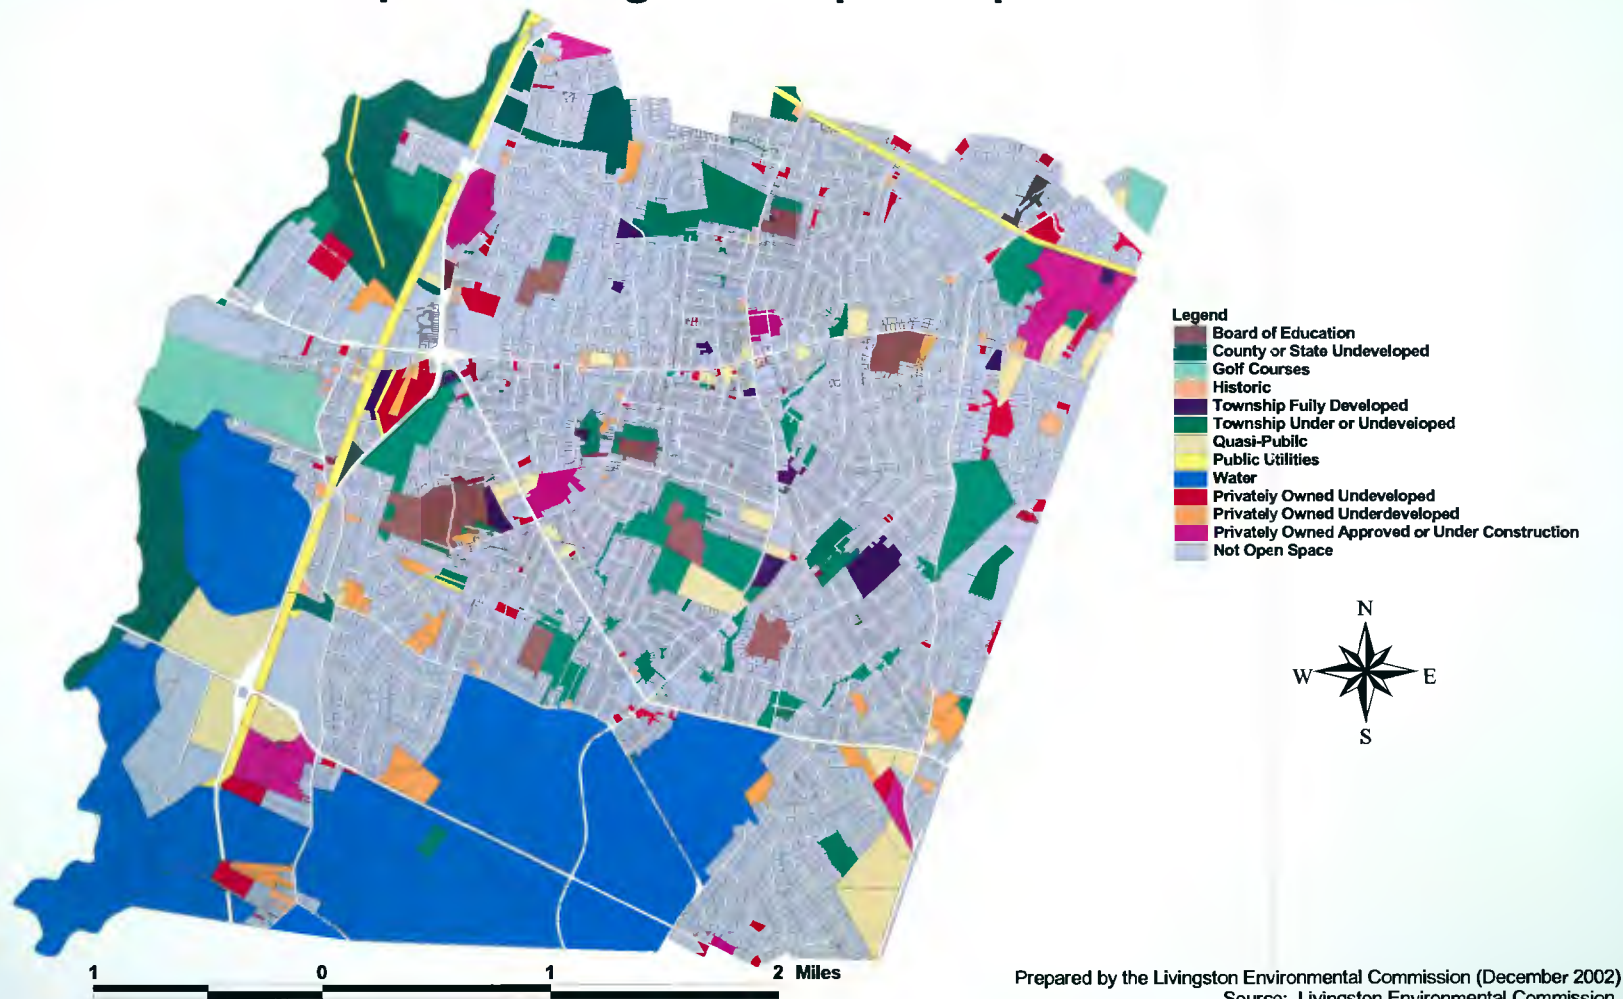 Legend
Board of Education
County or State Undeveloped
Golf Courses
Historic
Township Fully Developed
Township Under or Undeveloped
Quasi-Public
Public Utilities
Water
Privately Owned Undeveloped
Privately Owned Underdeveloped
Privately Owned Approved or Under Construction
Not Open Space
N
W E
S
1 0 1 2 Miles
Prepared by the Livingston Environmental Commission (December 2002)
Source: Livingston Environmental Commission